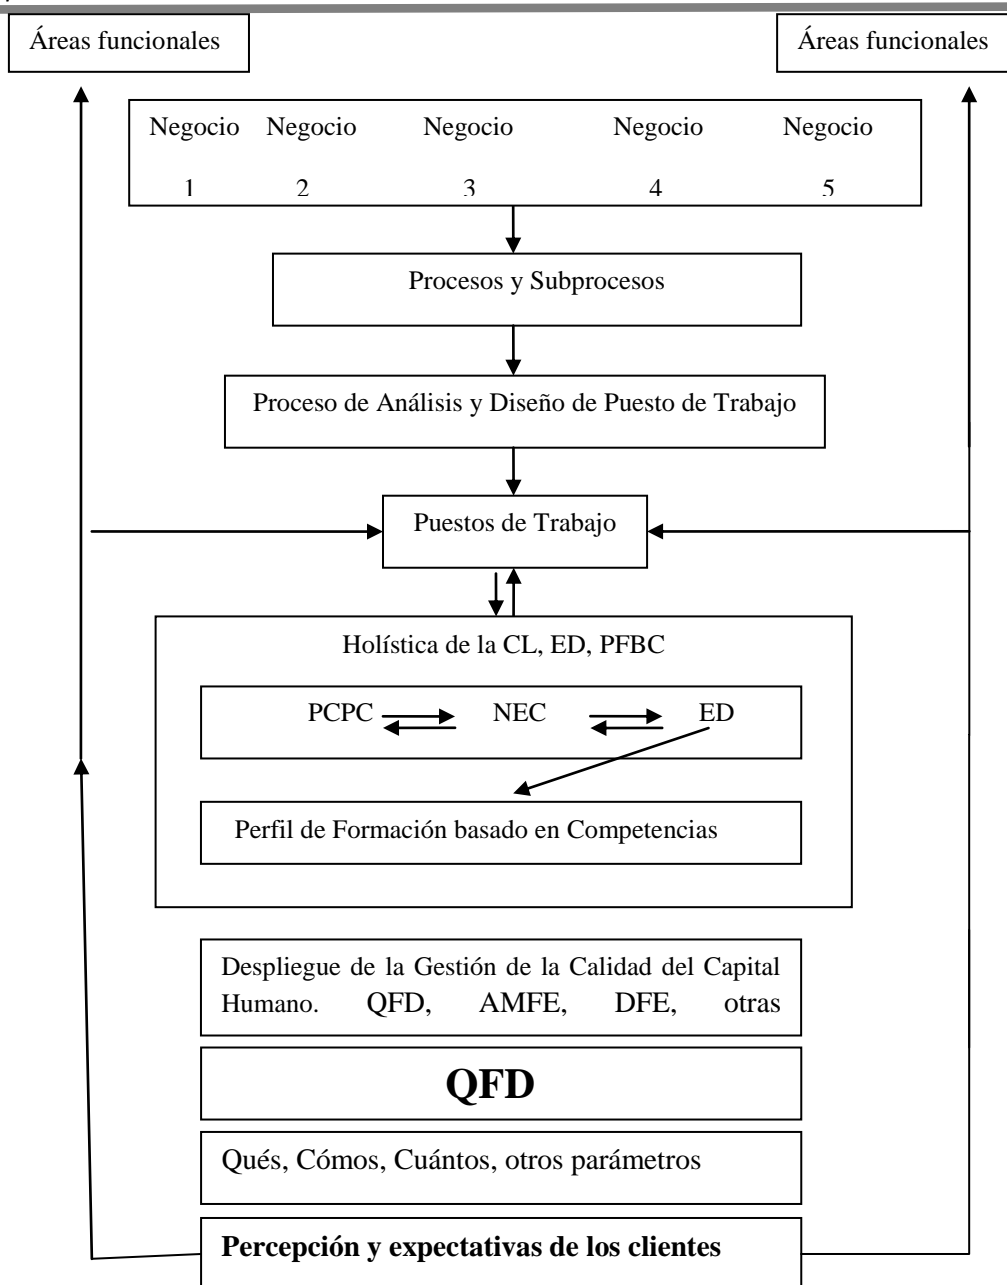 Áreas funcionales
Áreas funcionales
Negocio Negocio Negocio Negocio Negocio
1 2 3 4 5
Procesos y Subprocesos
Proceso de Análisis y Diseño de Puesto de Trabajo
Puestos de Trabajo
Holística de la CL, ED, PFBC
PCPC NEC ED
Perfil de Formación basado en Competencias
Despliegue de la Gestión de la Calidad del Capital
Humano. QFD, AMFE, DFE, otras
QFD
Qués, Cómos, Cuántos, otros parámetros
Percepción y expectativas de los clientes